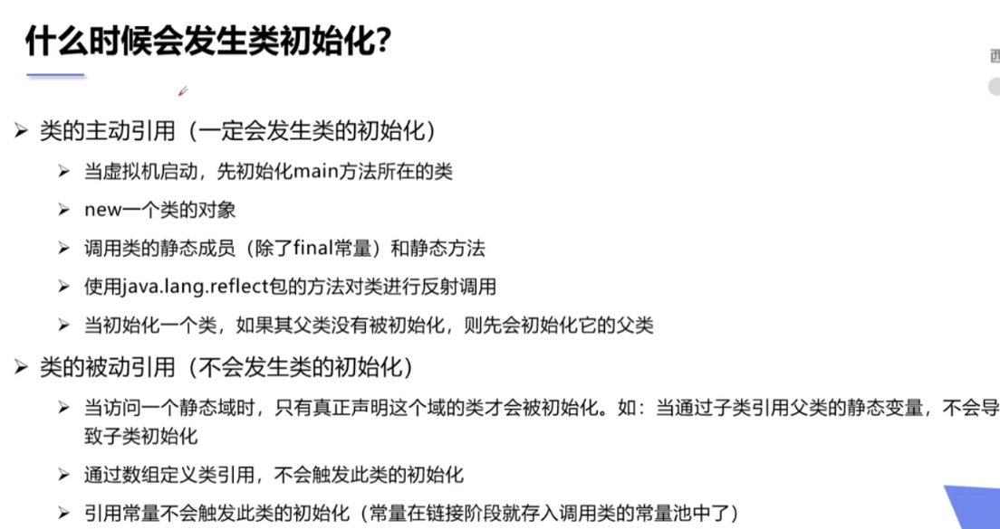 什么时候会发生类初始化？
类的主动引用（一定会发生类的初始化）
当虚拟机启动，先初始化main方法所在的类
new一个类的对象
调用类的静态成员（除了final常量）和静态方法
使用java.lang.reflect包的方法对类进行反射调用
当初始化一个类，如果其父类没有被初始化，则先会初始化它的父类
类的被动引用（不会发生类的初始化）
当访问一个静态域时，只有真正声明这个域的类才会被初始化。如：当通过子类引用父类的静态变量，不会导
致子类初始化
通过数组定义类引用，不会触发此类的初始化
引用常量不会触发此类的初始化（常量在链接阶段就存入调用类的常量池中了）